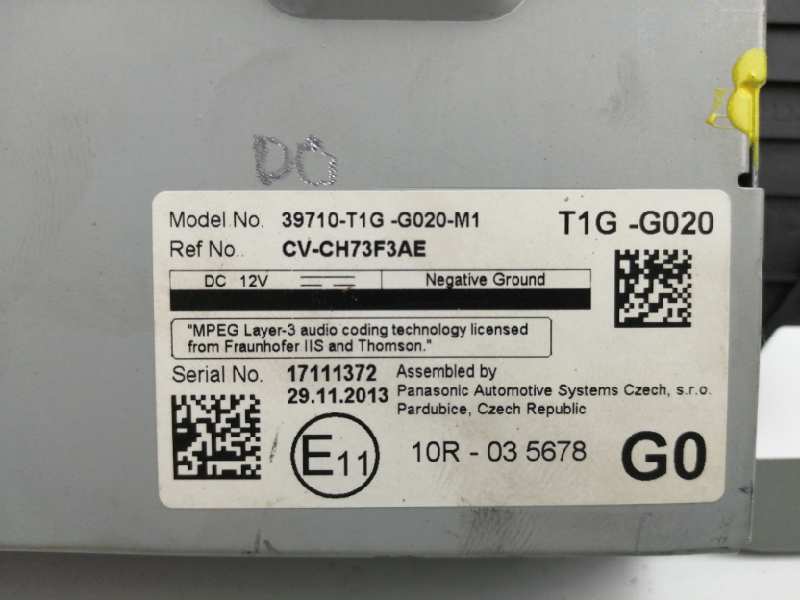 DO
Model No. 39710-T1G -G020-M1
T1G -G020
Ref No. CV-CH73F3AE
DC 12V
Negative Ground
"MPEG Layer-3 audio coding technology licensed
from Fraunhofer IIS and Thomson."
Serial No. 17111372
29.11.2013
Assembled by
Panasonic Automotive Systems Czech, s.r.o.
Pardubice, Czech Republic
E11
10R - 03 5678
G0